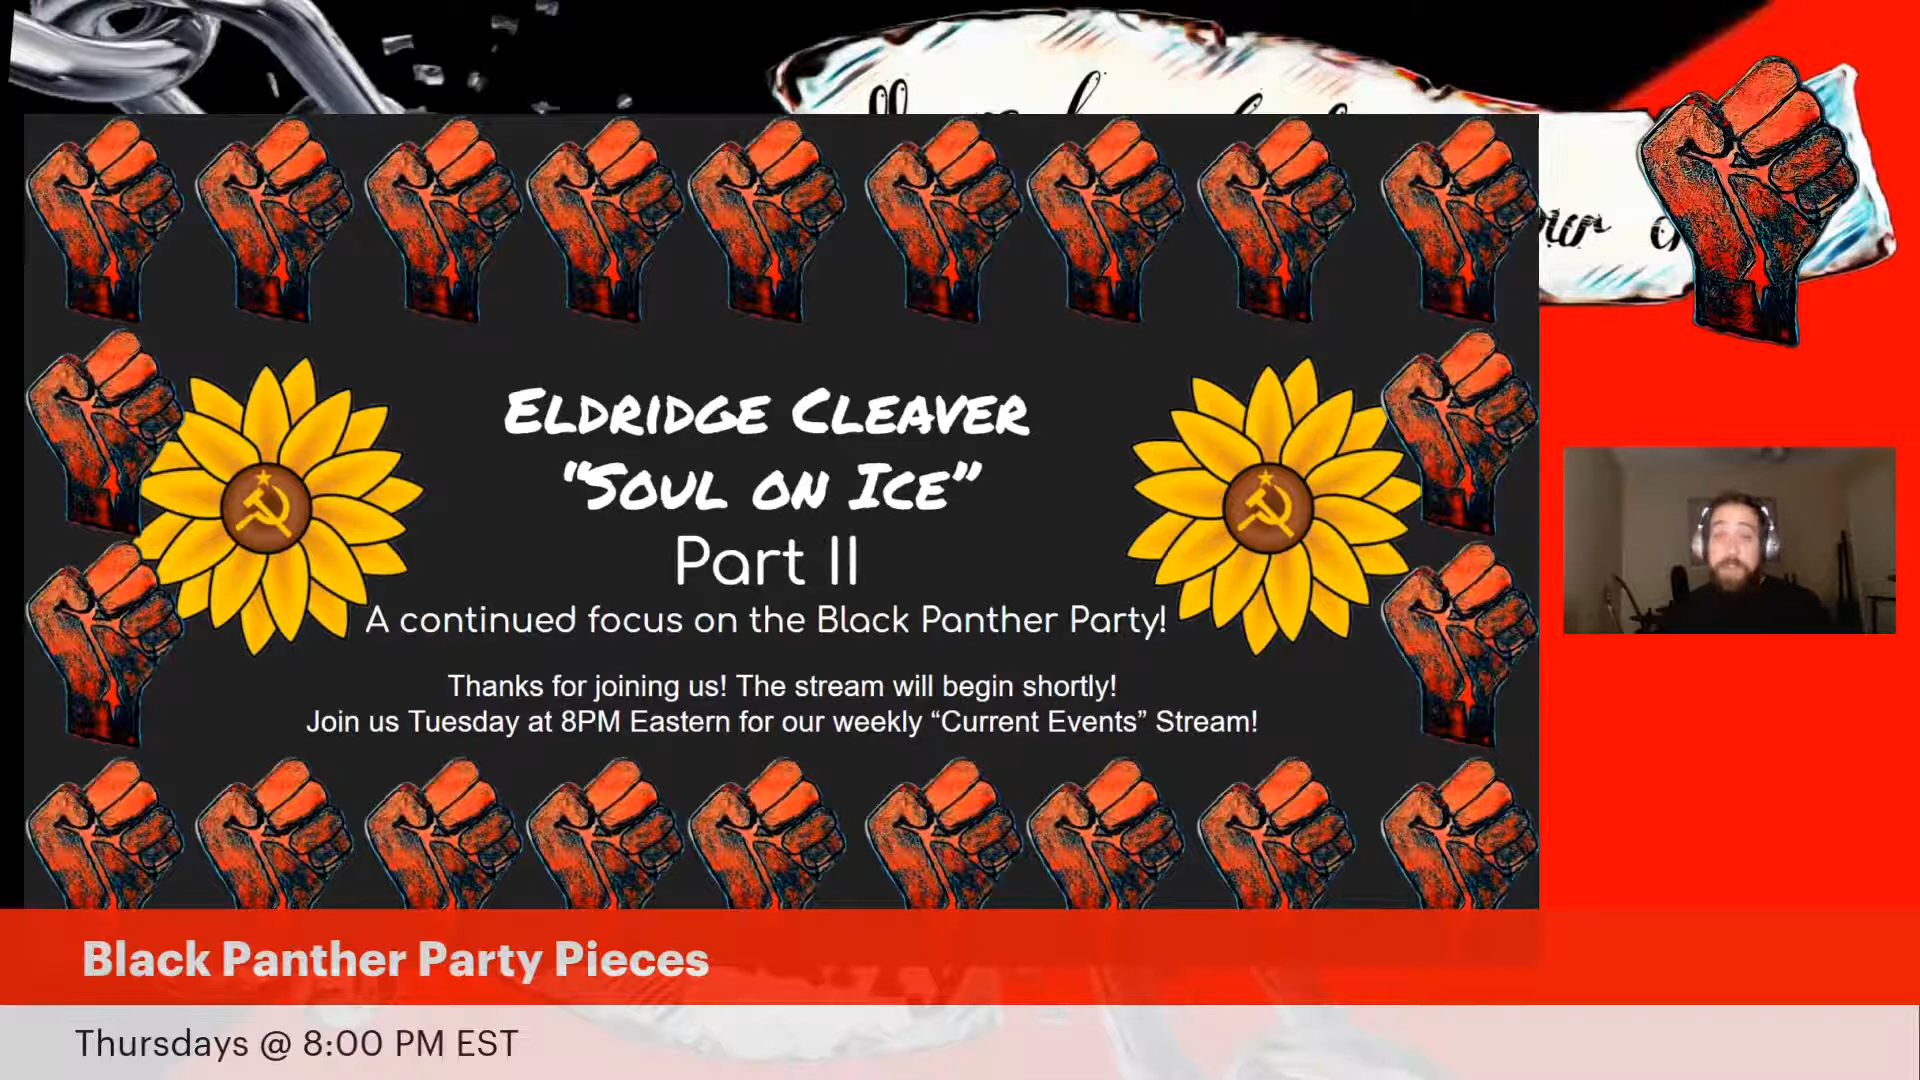 our
Eldridge Cleaver
“Soul on Ice”
Part II
A continued focus on the Black Panther Party!
Thanks for joining us! The stream will begin shortly!
Join us Tuesday at 8PM Eastern for our weekly “Current Events” Stream!
Black Panther Party Pieces
Thursdays @ 8:00 PM EST